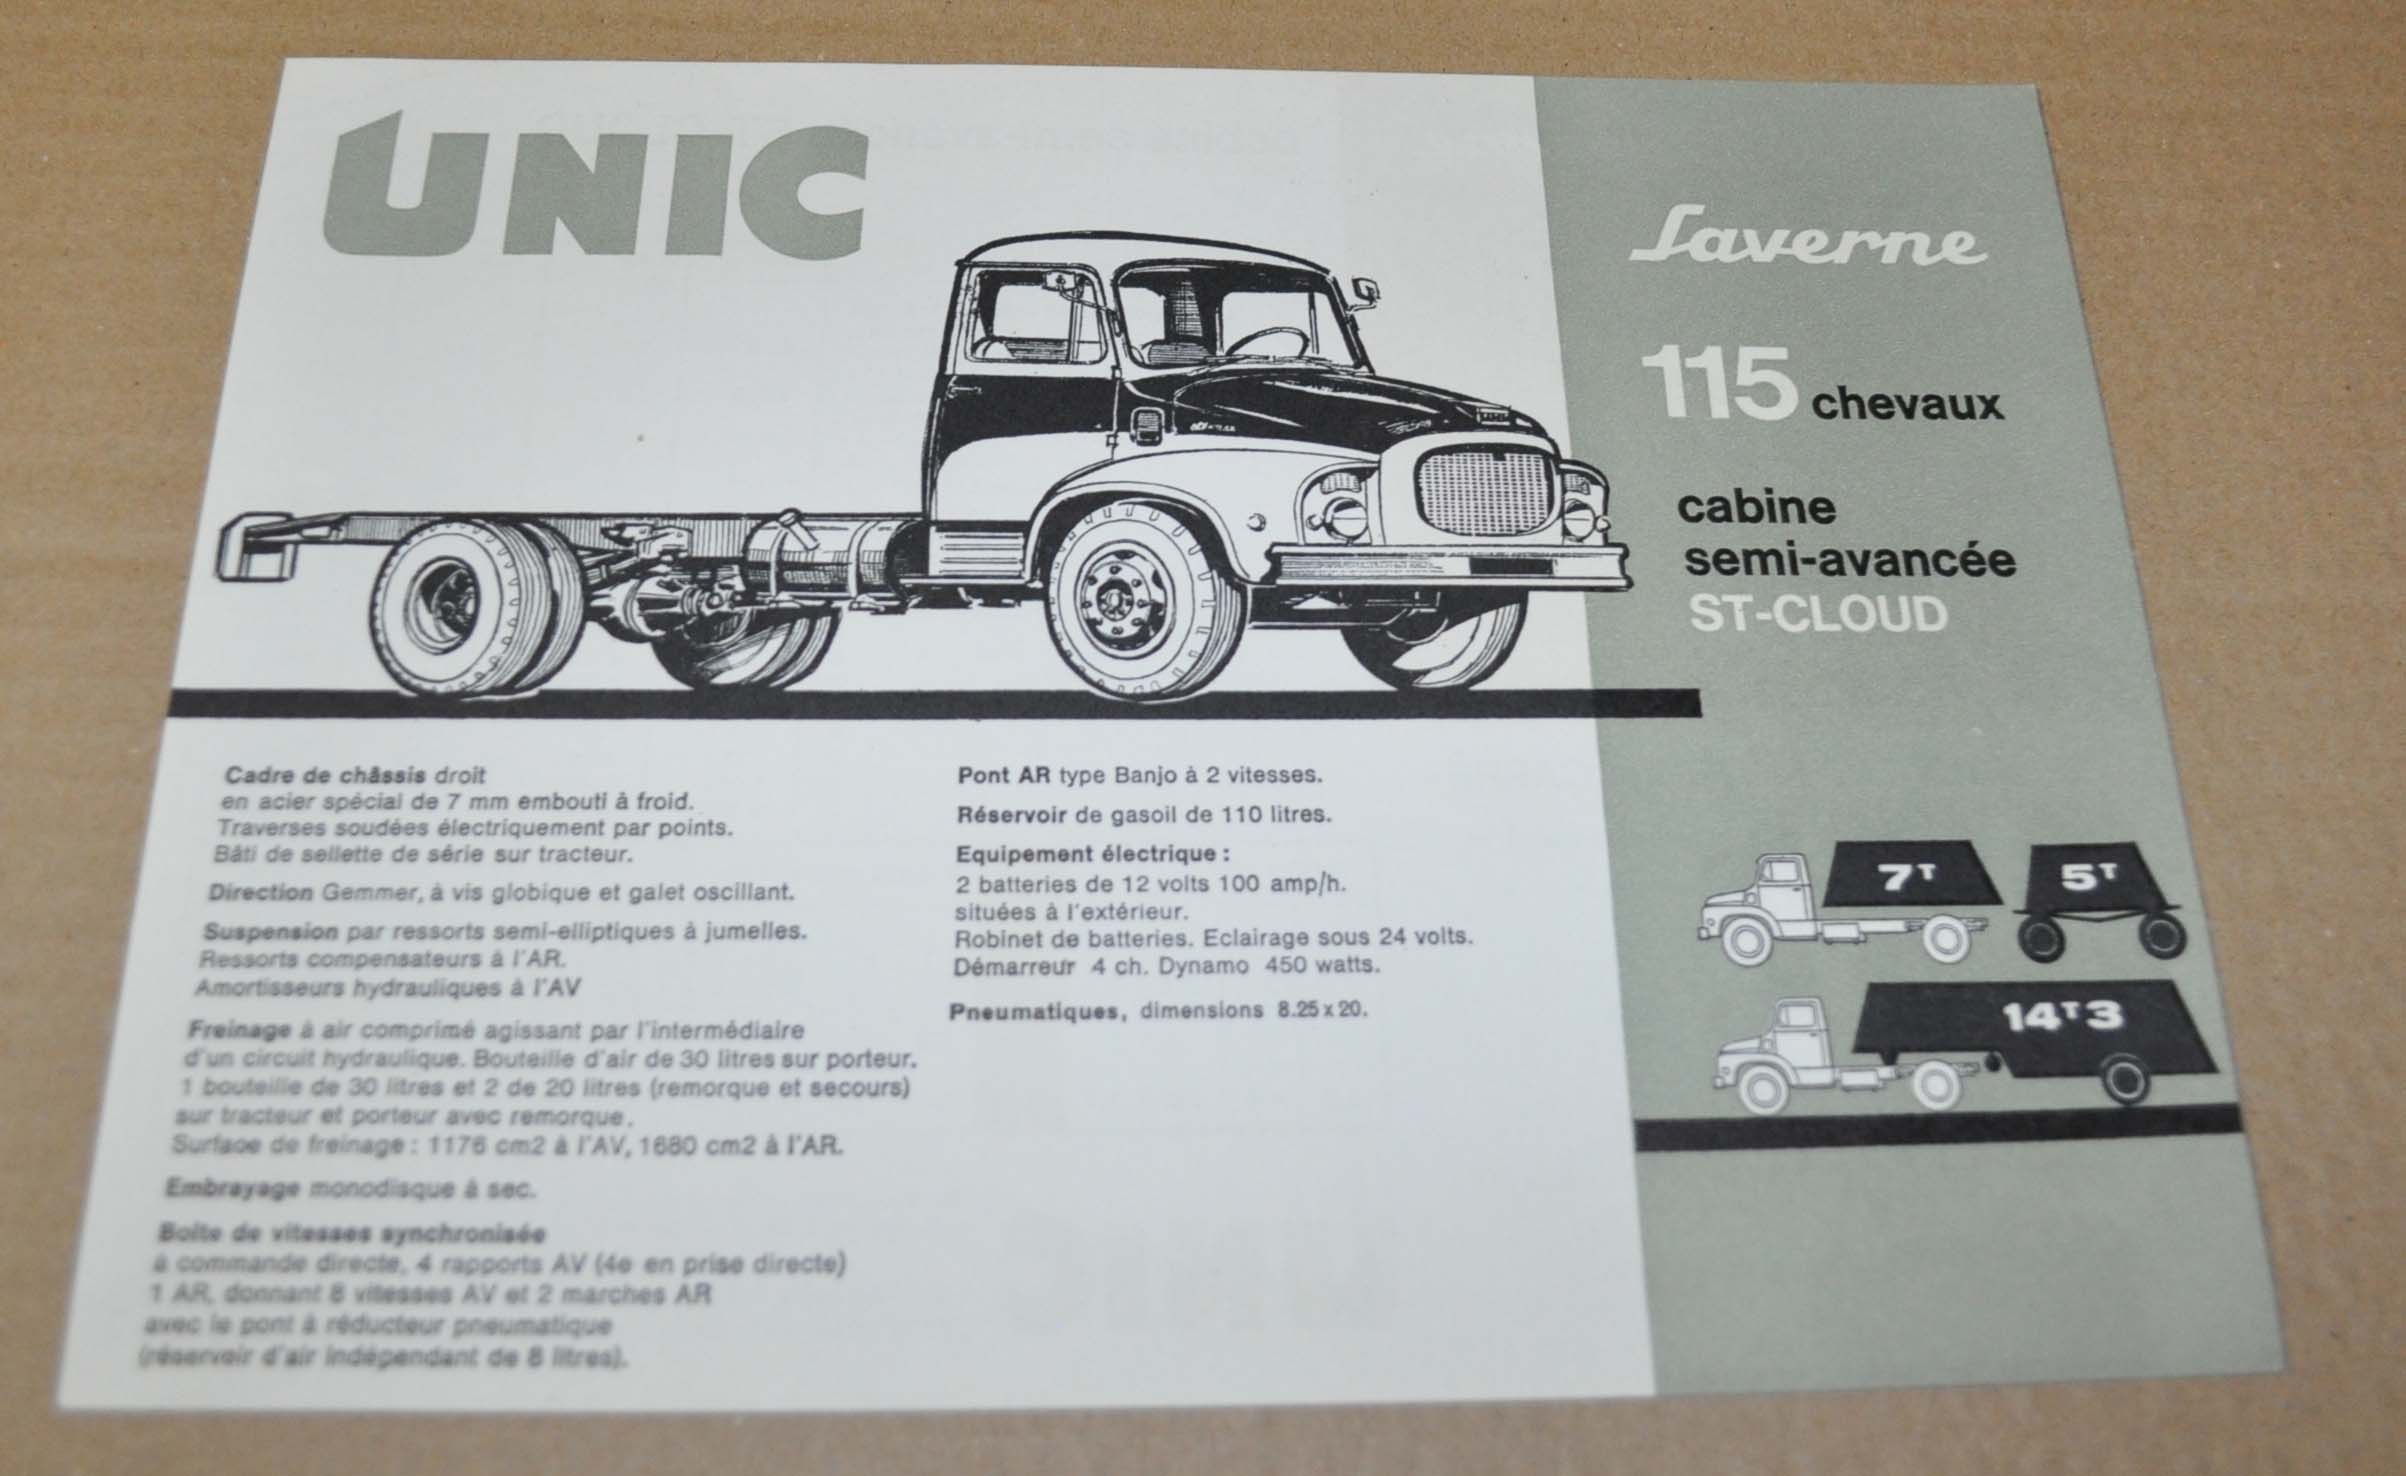 UNIC
Saverne
115 chevaux
cabine
semi-avancée
ST-CLOUD
Cadre de châssis droit
en acier spécial de 7 mm embouti à froid.
Traverses soudées électriquement par points.
Bâti de sellette de série sur tracteur.
Direction Gemmer, à vis globique et galet oscillant.
Suspension par ressorts semi-elliptiques à jumelles.
Ressorts compensateurs à l'AR.
Amortisseurs hydrauliques à l'AV
Freinage à air comprimé agissant par l'intermédiaire
d'un circuit hydraulique. Bouteille d'air de 30 litres sur porteur.
1 bouteille de 30 litres et 2 de 20 litres (remorque et secours)
sur tracteur et porteur avec remorque.
Surface de freinage : 1176 cm2 à l'AV, 1680 cm2 à l'AR.
Embrayage monodisque à sec.
Boîte de vitesses synchronisée
à commande directe, 4 rapports AV (4e en prise directe)
1 AR, donnant 8 vitesses AV et 2 marches AR
avec le pont à réducteur pneumatique
(réservoir d'air indépendant de 8 litres).
Pont AR type Banjo à 2 vitesses.
Réservoir de gasoil de 110 litres.
Equipement électrique :
2 batteries de 12 volts 100 amp/h.
situées à l'extérieur.
Robinet de batteries. Eclairage sous 24 volts.
Démarreur 4 ch. Dynamo 450 watts.
Pneumatiques, dimensions 8.25 x 20.
7T 5T
14T3